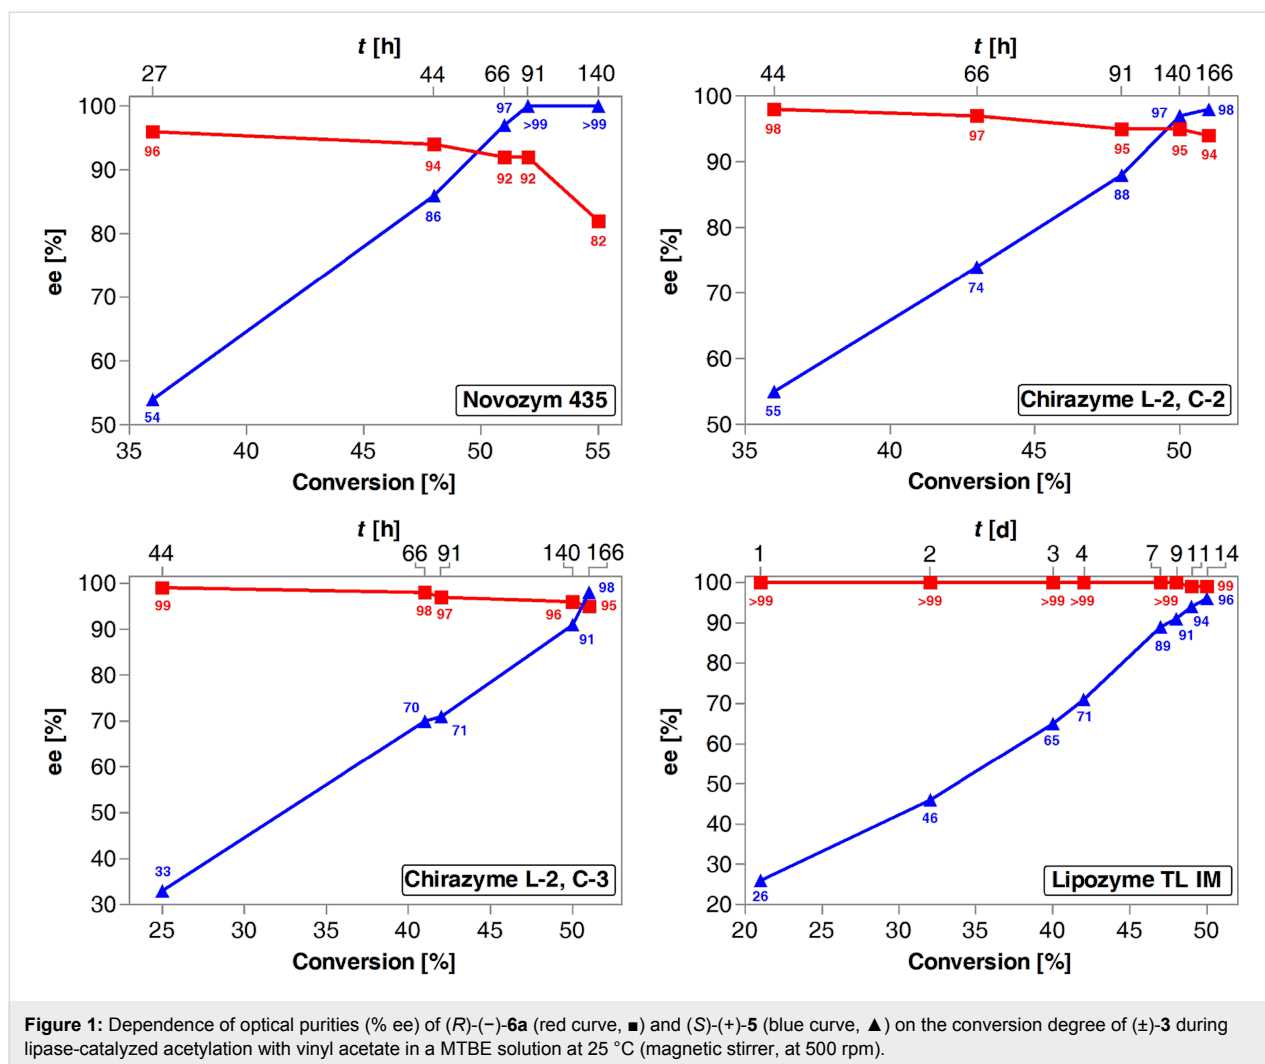 t [h]
27 44 66 91 140
100
90
80
70
60
50
ee [%]
96 94 92 92 82
54 86 97 >99 >99
Novozym 435
35 40 45 50 55
Conversion [%]
t [h]
44 66 91 140 166
100
90
80
70
60
50
ee [%]
98 97 95 95 94
55 74 88 97 98
Chirazyme L-2, C-2
35 40 45 50
Conversion [%]
t [h]
44 66 91 140 166
100
90
80
70
60
50
40
30
ee [%]
99 98 97 96 95
33 70 71 91 98
Chirazyme L-2, C-3
25 30 35 40 45 50
Conversion [%]
t [d]
1 2 3 4 7 9 11 14
100
90
80
70
60
50
40
30
20
ee [%]
>99 >99 >99 >99 >99 99
26 46 65 71 89 91 94 96
Lipozyme TL IM
20 25 30 35 40 45 50
Conversion [%]
Figure 1: Dependence of optical purities (% ee) of (R)-(−)-6a (red curve, ■) and (S)-(+)-5 (blue curve, ▲) on the conversion degree of (±)-3 during
lipase-catalyzed acetylation with vinyl acetate in a MTBE solution at 25 °C (magnetic stirrer, at 500 rpm).